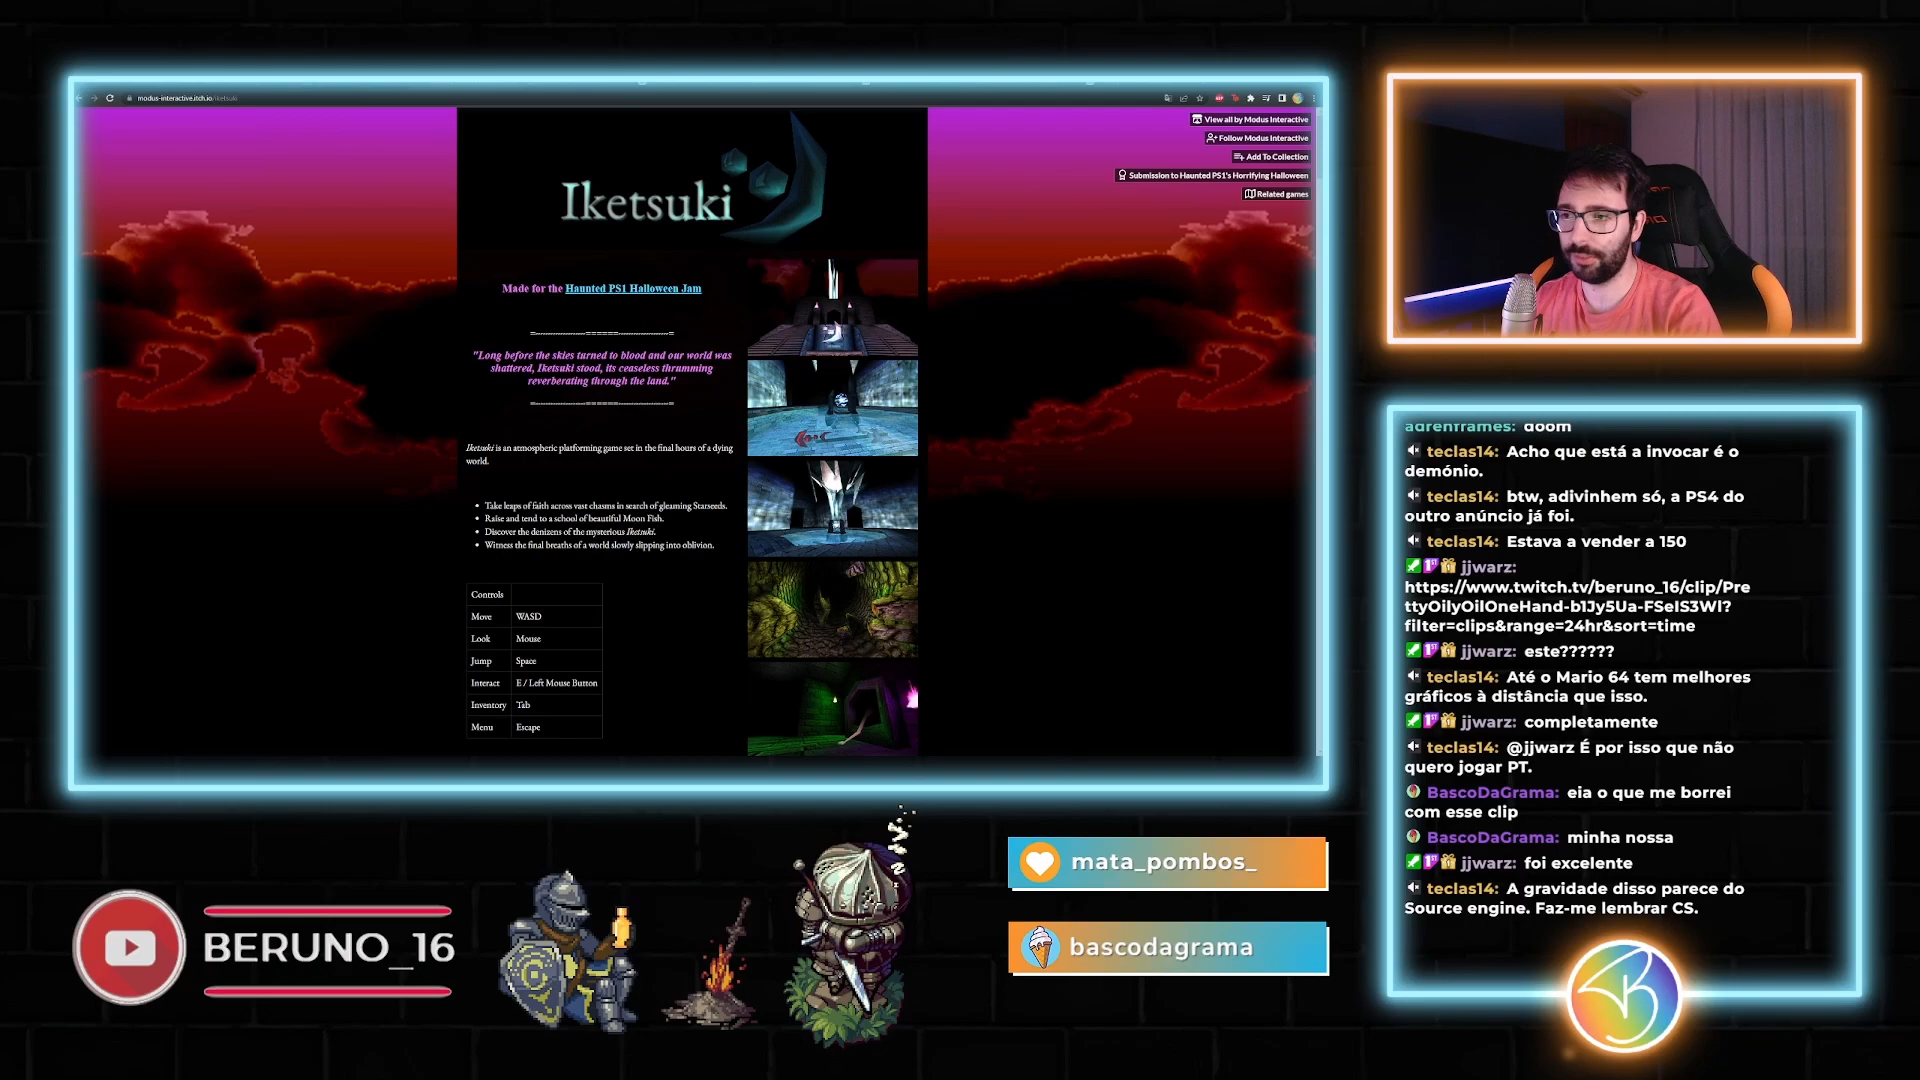 modus-interactive.itch.io/iketsuki
View all by Modus Interactive
Follow Modus Interactive
Add To Collection
Submission to Haunted PS1's Horrifying Halloween
Related games
Iketsuki
Made for the Haunted PS1 Halloween Jam
"Long before the skies turned to blood and our world was
shattered, Iketsuki stood, its ceaseless thrumming
reverberating through the land."
Iketsuki is an atmospheric platforming game set in the final hours of a dying
world.
Take leaps of faith across vast chasms in search of gleaming Starseeds.
Raise and tend to a school of beautiful Moon Fish.
Discover the denizens of the mysterious Iketsuki.
Witness the final breaths of a world slowly slipping into oblivion.
Controls
Move WASD
Look Mouse
Jump Space
Interact E / Left Mouse Button
Inventory Tab
Menu Escape
adrenframes: doom
teclas14: Acho que está a invocar é o
demónio.
teclas14: btw, adivinhem só, a PS4 do
outro anúncio já foi.
teclas14: Estava a vender a 150
jjwarz:
https://www.twitch.tv/beruno_16/clip/Pre
ttyOilyOilOneHand-b1Jy5Ua-FSeIS3Wl?
filter=clips&range=24hr&sort=time
jjwarz: este??????
teclas14: Até o Mario 64 tem melhores
gráficos à distância que isso.
jjwarz: completamente
teclas14: @jjwarz É por isso que não
quero jogar PT.
BascoDaGrama: eia o que me borrei
com esse clip
BascoDaGrama: minha nossa
jjwarz: foi excelente
teclas14: A gravidade disso parece do
Source engine. Faz-me lembrar CS.
BERUNO_16
mata_pombos_
bascodagrama